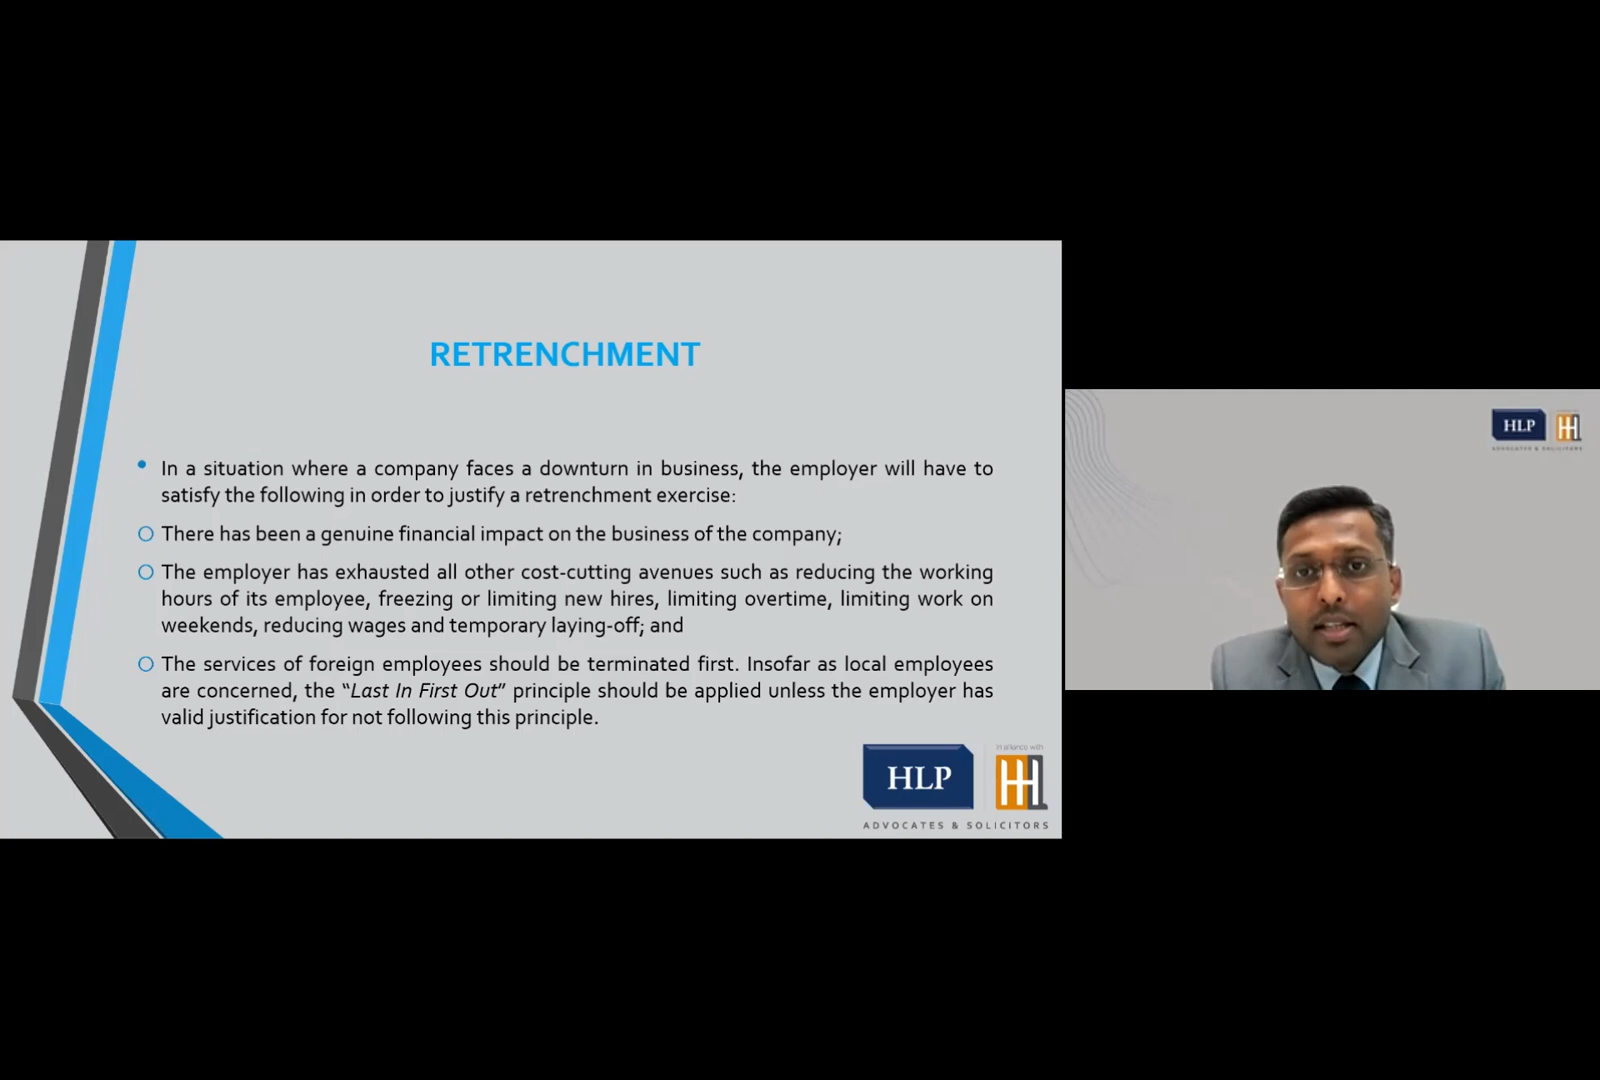 RETRENCHMENT
• In a situation where a company faces a downturn in business, the employer will have to
satisfy the following in order to justify a retrenchment exercise:
O There has been a genuine financial impact on the business of the company;
O The employer has exhausted all other cost-cutting avenues such as reducing the working
hours of its employee, freezing or limiting new hires, limiting overtime, limiting work on
weekends, reducing wages and temporary laying-off; and
O The services of foreign employees should be terminated first. Insofar as local employees
are concerned, the “Last In First Out” principle should be applied unless the employer has
valid justification for not following this principle.
in alliance with
HLP HHL
ADVOCATES & SOLICITORS
HLP HHL
ADVOCATES & SOLICITORS